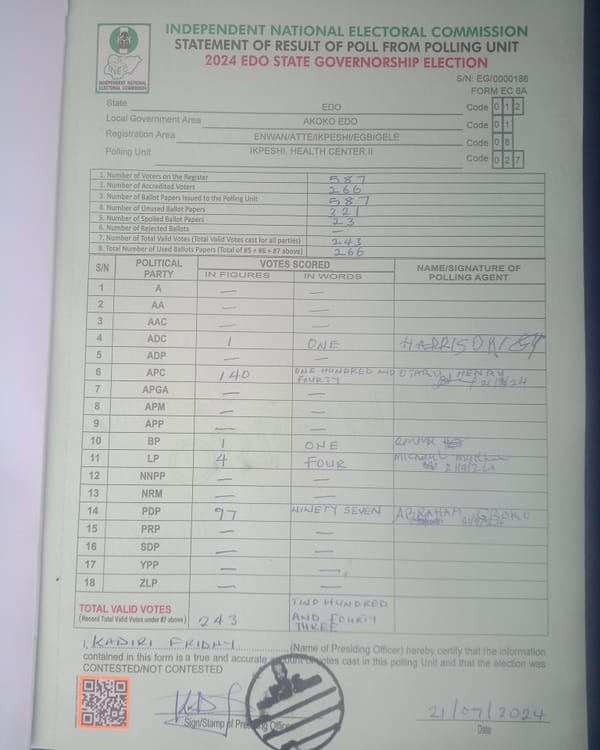 INDEPENDENT NATIONAL ELECTORAL COMMISSION
STATEMENT OF RESULT OF POLL FROM POLLING UNIT
2024 EDO STATE GOVERNORSHIP ELECTION
INEC
INDEPENDENT NATIONAL ELECTORAL COMMISSION
S/N: EG/0000186
FORM EC 8A
State EDO Code 0 1 2
Local Government Area AKOKO EDO Code 0 1
Registration Area ENWAN/ATTE/IKPESHI/EGBIGELE Code 0 8
Polling Unit IKPESHI, HEALTH CENTER II Code 0 2 7
1. Number of Voters on the Register 587
2. Number of Accredited Voters 266
3. Number of Ballot Papers Issued to the Polling Unit 587
4. Number of Unused Ballot Papers 321
5. Number of Spoiled Ballot Papers 23
6. Number of Rejected Ballots —
7. Number of Total Valid Votes (Total Valid Votes cast for all parties) 243
8. Total Number of Used Ballots Papers (Total of #5 + #6 + #7 above) 266
S/N POLITICAL PARTY VOTES SCORED NAME/SIGNATURE OF POLLING AGENT
IN FIGURES IN WORDS
1 A — —
2 AA — —
3 AAC — —
4 ADC 1 ONE HARRISON
5 ADP — —
6 APC 140 ONE HUNDRED AND FOURTY HENRY 21/9/24
7 APGA — —
8 APM — —
9 APP — —
10 BP 1 ONE
11 LP 4 FOUR Michael
12 NNPP — —
13 NRM — —
14 PDP 97 NINETY SEVEN ABRAHAM
15 PRP — —
16 SDP — —
17 YPP — —
18 ZLP — —
TOTAL VALID VOTES 243 TWO HUNDRED AND FOURTY THREE
(Record Total Valid Votes under #7 above)
I, KADIRI FRIDAY (Name of Presiding Officer) hereby certify that the information
contained in this form is a true and accurate account of votes cast in this polling Unit and that the election was
CONTESTED/NOT CONTESTED
21/09/2024
Sign/Stamp of Presiding Officer Date